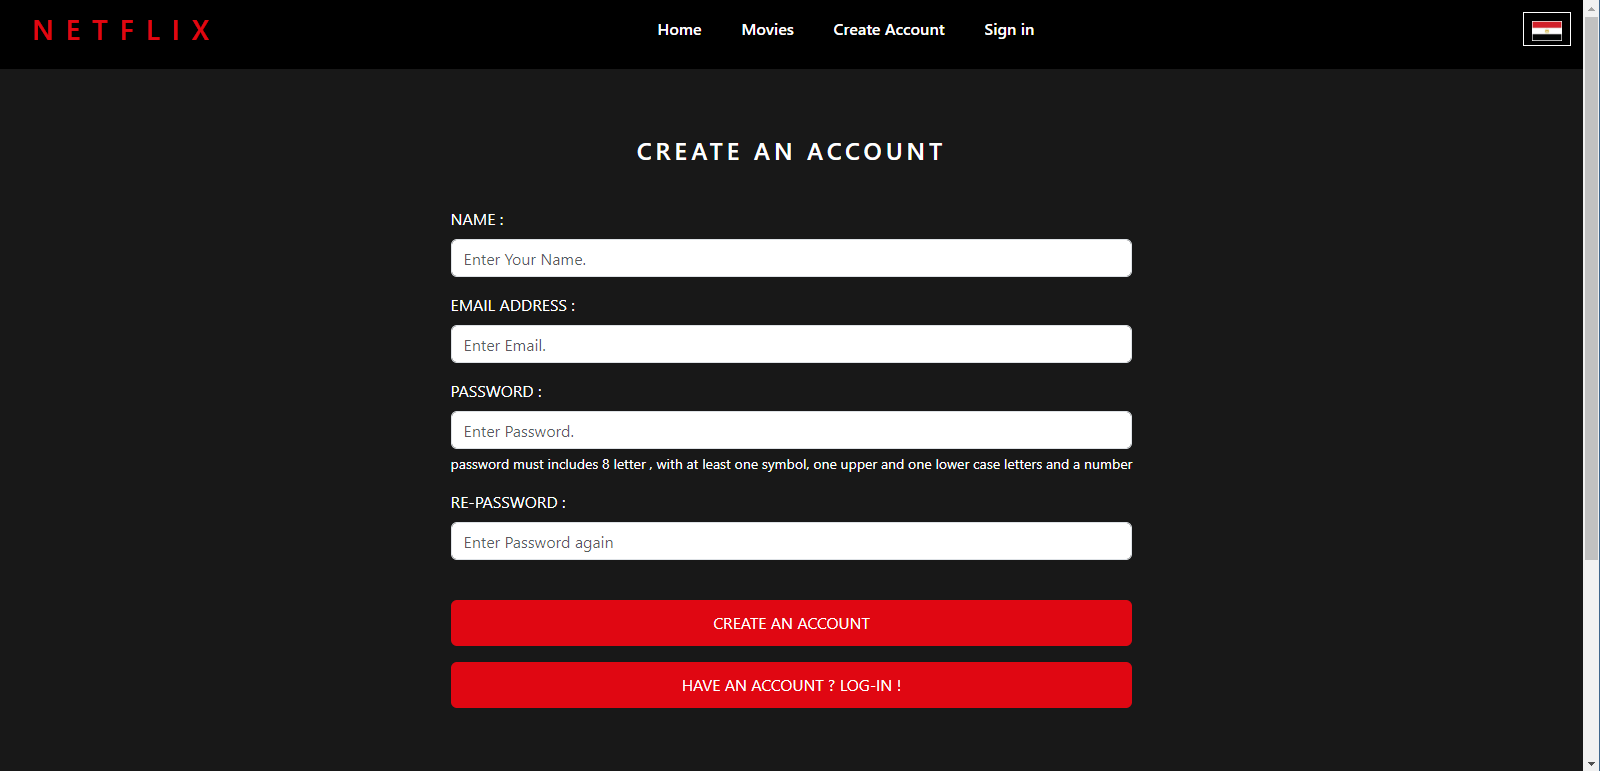 NETFLIX
Home Movies Create Account Sign in
CREATE AN ACCOUNT
NAME :
Enter Your Name.
EMAIL ADDRESS :
Enter Email.
PASSWORD :
Enter Password.
password must includes 8 letter , with at least one symbol, one upper and one lower case letters and a number
RE-PASSWORD :
Enter Password again
CREATE AN ACCOUNT
HAVE AN ACCOUNT ? LOG-IN !